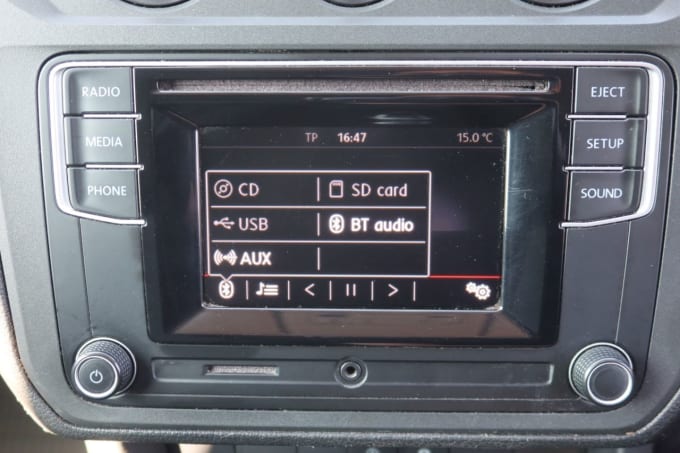 RADIO
MEDIA
PHONE
EJECT
SETUP
SOUND
TP 16:47 15.0 °C
CD SD card
USB BT audio
AUX